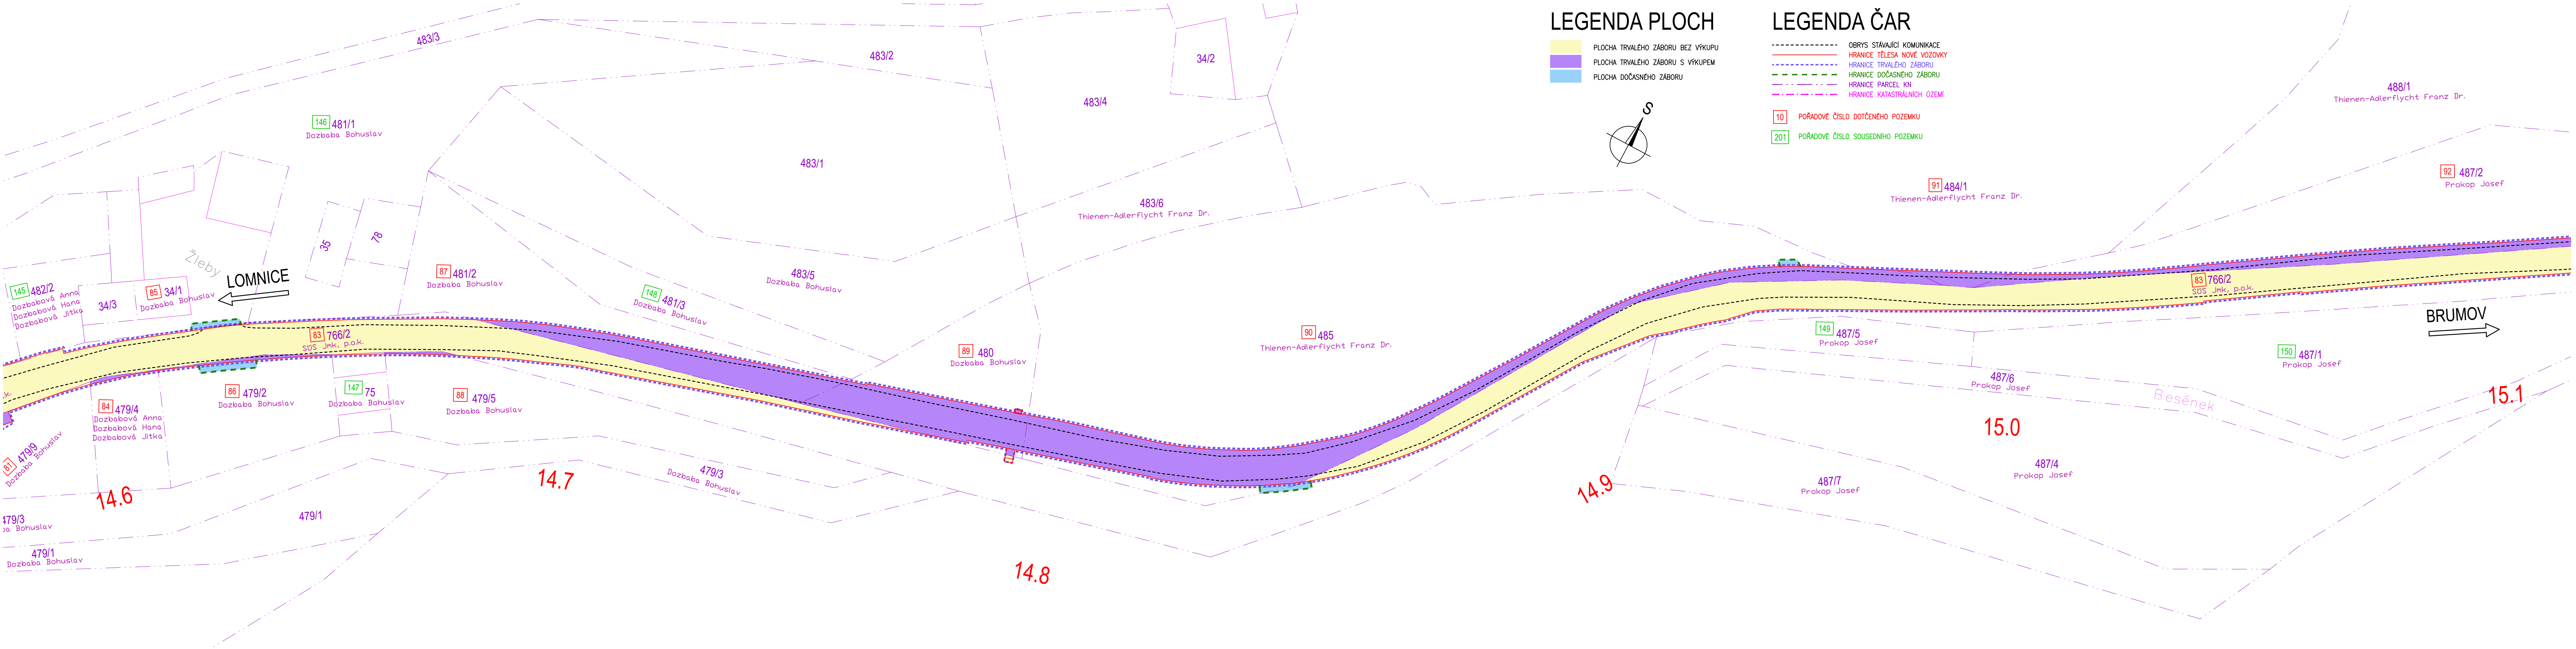 LEGENDA PLOCH
PLOCHA TRVALÉHO ZÁBORU BEZ VÝKUPU
PLOCHA TRVALÉHO ZÁBORU S VÝKUPEM
PLOCHA DOČASNÉHO ZÁBORU
LEGENDA ČAR
OBRYS STÁVAJÍCÍ KOMUNIKACE
HRANICE TĚLESA NOVÉ VOZOVKY
HRANICE TRVALÉHO ZÁBORU
HRANICE DOČASNÉHO ZÁBORU
HRANICE PARCEL KN
HRANICE KATASTRÁLNÍCH ÚZEMÍ
10 POŘADOVÉ ČÍSLO DOTČENÉHO POZEMKU
201 POŘADOVÉ ČÍSLO SOUSEDNÍHO POZEMKU
S
483/3
483/2
34/2
483/4
146 481/1
Dozbaba Bohuslav
483/1
483/6
Thienen-Adlerflycht Franz Dr.
488/1
Thienen-Adlerflycht Franz Dr.
92 487/2
Prokop Josef
91 484/1
Thienen-Adlerflycht Franz Dr.
35
78
Žleby
LOMNICE
145 482/2
Dozbabová Anna
Dozbabová Hana
Dozbabová Jitka
34/3
85 34/1
Dozbaba Bohuslav
87 481/2
Dozbaba Bohuslav
483/5
Dozbaba Bohuslav
148 481/3
Dozbaba Bohuslav
83 766/2
SÚS JmK, p.o.k.
83 766/2
SÚS JmK, p.o.k.
BRUMOV
89 480
Dozbaba Bohuslav
90 485
Thienen-Adlerflycht Franz Dr.
149 487/5
Prokop Josef
150 487/1
Prokop Josef
487/6
Prokop Josef
Besének
84 479/4
Dozbabová Anna
Dozbabová Hana
Dozbabová Jitka
86 479/2
Dozbaba Bohuslav
147 75
Dozbaba Bohuslav
88 479/5
Dozbaba Bohuslav
81 479/9
Dozbaba Bohuslav
479/3
Dozbaba Bohuslav
487/4
Prokop Josef
487/7
Prokop Josef
14.6
14.7
14.8
14.9
15.0
15.1
479/3
ba Bohuslav
479/1
479/1
Dozbaba Bohuslav